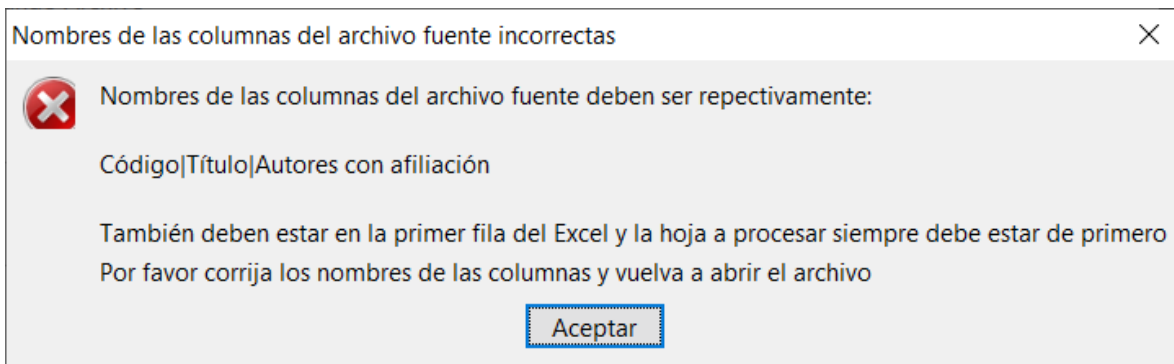 Nombres de las columnas del archivo fuente incorrectas
Nombres de las columnas del archivo fuente deben ser repectivamente:
Código|Título|Autores con afiliación
También deben estar en la primer fila del Excel y la hoja a procesar siempre debe estar de primero
Por favor corrija los nombres de las columnas y vuelva a abrir el archivo
Aceptar